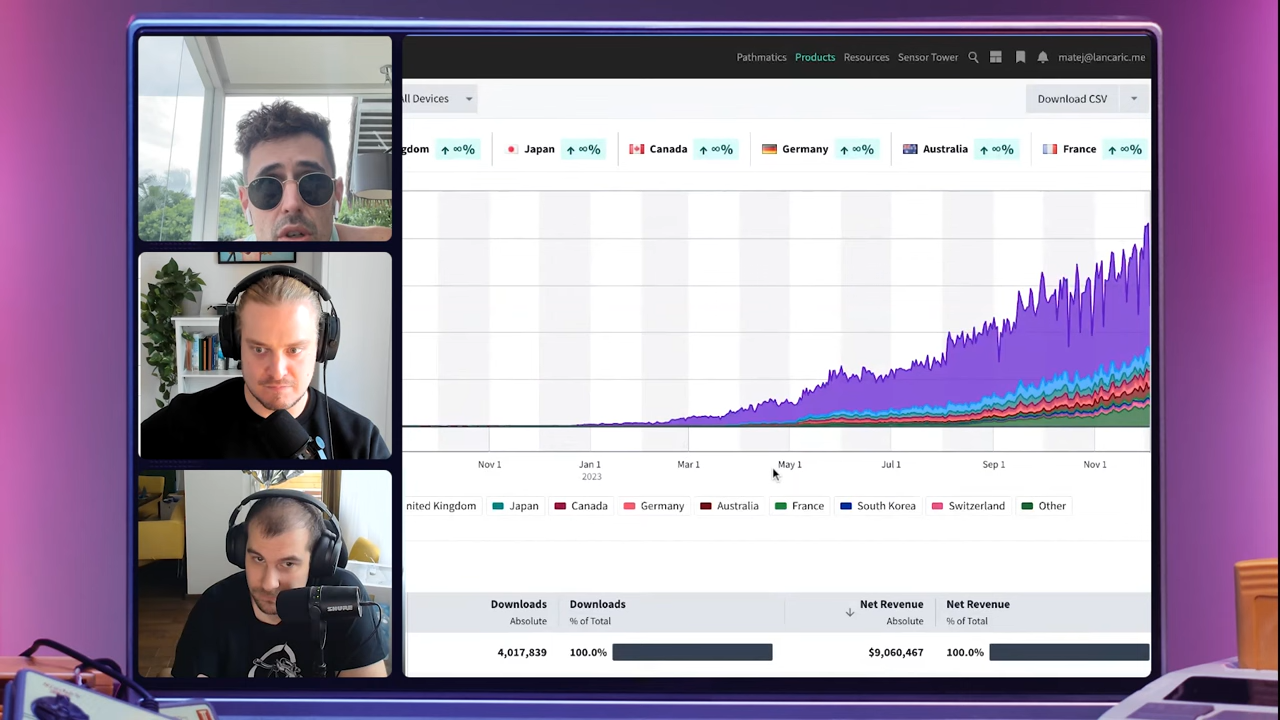 Pathmatics Products Resources Sensor Tower matej@lancaric.me
All Devices Download CSV
gdom ↑ ∞% Japan ↑ ∞% Canada ↑ ∞% Germany ↑ ∞% Australia ↑ ∞% France ↑ ∞%
Nov 1 Jan 1 Mar 1 May 1 Jul 1 Sep 1 Nov 1
2023
nited Kingdom Japan Canada Germany Australia France South Korea Switzerland Other
Downloads Downloads Net Revenue Net Revenue
Absolute % of Total Absolute % of Total
4,017,839 100.0% $9,060,467 100.0%
SHURE